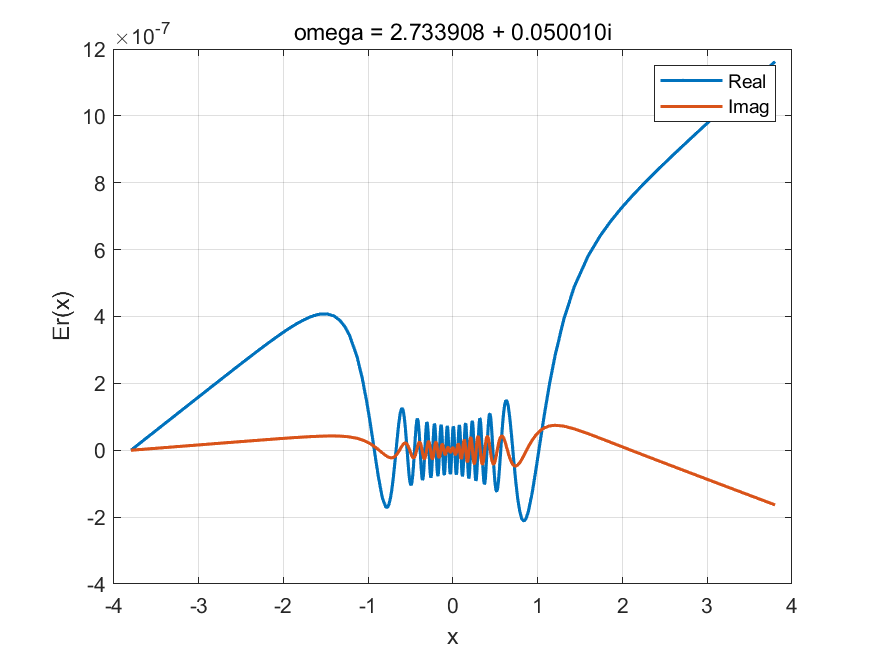 ×10-7
omega = 2.733908 + 0.050010i
12
10
8
6
4
2
0
-2
-4
Er(x)
Real
Imag
-4 -3 -2 -1 0 1 2 3 4
x